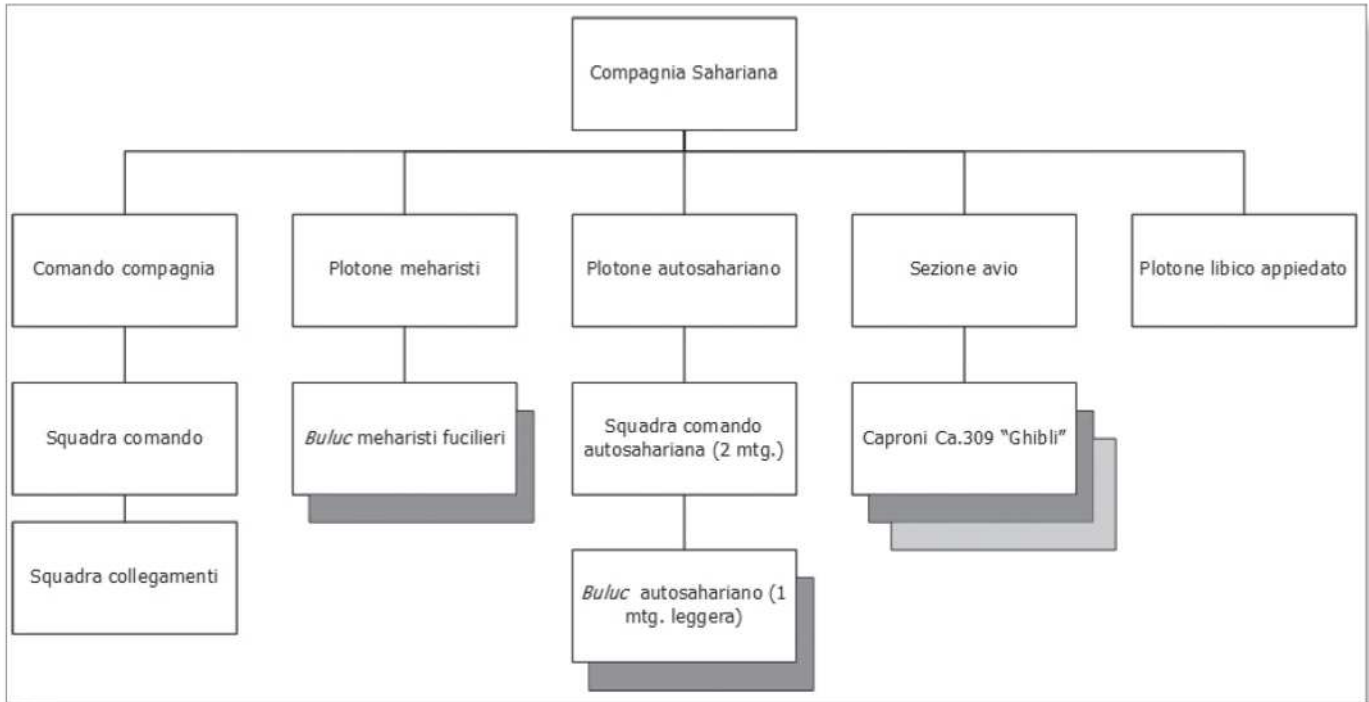 Compagnia Sahariana
Comando compagnia
Plotone meharisti
Plotone autosahariano
Sezione avio
Plotone libico appiedato
Squadra comando
Buluc meharisti fucilieri
Squadra comando
autosahariana (2 mtg.)
Caproni Ca.309 “Ghibli”
Squadra collegamenti
Buluc autosahariano (1
mtg. leggera)